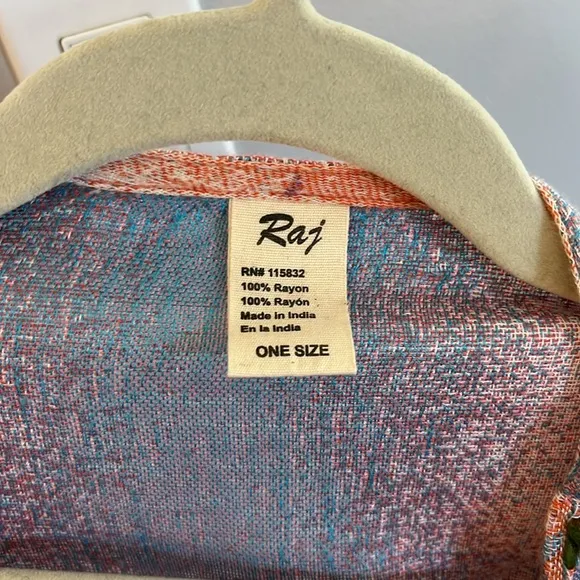 Raj
RN# 115832
100% Rayon
100% Rayón
Made in India
En la India
ONE SIZE